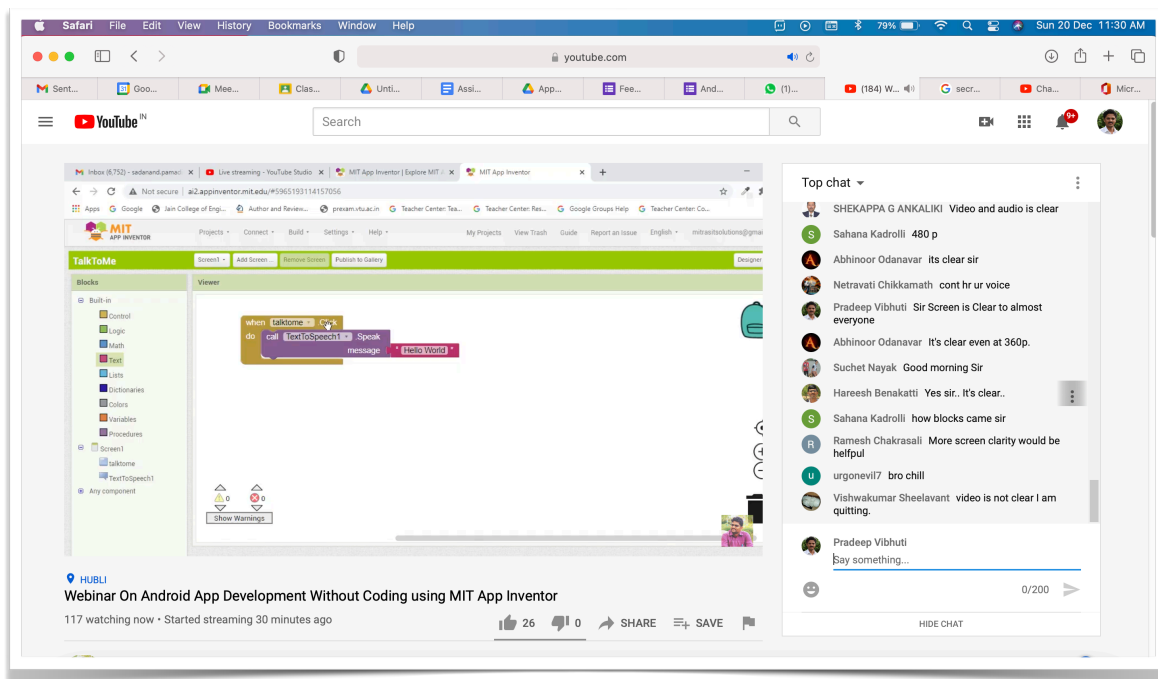 Safari File Edit View History Bookmarks Window Help 79% Sun 20 Dec 11:30 AM
youtube.com
Sent... Goo... Mee... Clas... Unti... Assi... App... Fee... And... (1)... (184) W... secr... Cha... Micr...
YouTube IN Search 9+
Inbox (6,752) - sadanand.pamad Live streaming - YouTube Studio MIT App Inventor | Explore MIT A MIT App Inventor
Not secure | ai2.appinventor.mit.edu/#5965193114157056
Apps Google Jain College of Engi... Author and Review... prexam.vtu.ac.in Teacher Center: Tea... Teacher Center: Res... Google Groups Help Teacher Center: Co...
MIT
APP INVENTOR
Projects Connect Build Settings Help My Projects View Trash Guide Report an Issue English mitraxitsolutions@gmai
TalkToMe Screen1 Add Screen ... Remove Screen Publish to Gallery Designer
Blocks Viewer
Built-in
Control
Logic
Math
Text
Lists
Dictionaries
Colors
Variables
Procedures
Screen1
talktome
TextToSpeech1
Any component
when talktome .Click
do call TextToSpeech1 .Speak
message " Hello World "
0 0
Show Warnings
HUBLI
Webinar On Android App Development Without Coding using MIT App Inventor
117 watching now • Started streaming 30 minutes ago
26 0 SHARE SAVE
Top chat
SHEKAPPA G ANKALIKI Video and audio is clear
S Sahana Kadrolli 480 p
Abhinoor Odanavar its clear sir
Netravati Chikkamath cont hr ur voice
Pradeep Vibhuti Sir Screen is Clear to almost
everyone
Abhinoor Odanavar It's clear even at 360p.
Suchet Nayak Good morning Sir
Hareesh Benakatti Yes sir.. It's clear..
S Sahana Kadrolli how blocks came sir
R Ramesh Chakrasali More screen clarity would be
helfpul
u urgonevil7 bro chill
Vishwakumar Sheelavant video is not clear I am
quitting.
Pradeep Vibhuti
Say something...
0/200
HIDE CHAT